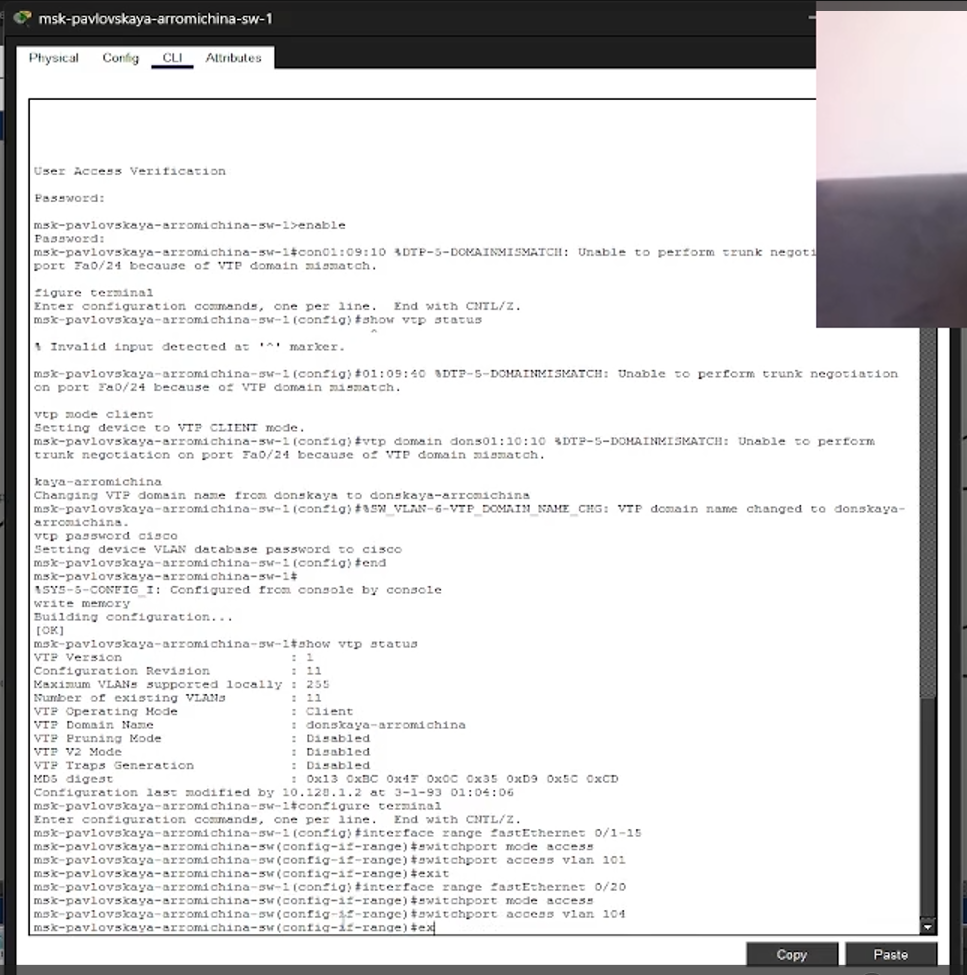 msk-pavlovskaya-arromichina-sw-1
Physical Config CLI Attributes
User Access Verification
Password:
msk-pavlovskaya-arromichina-sw-1>enable
Password:
msk-pavlovskaya-arromichina-sw-1#con01:09:10 %DTP-5-DOMAINMISMATCH: Unable to perform trunk negoti
port Fa0/24 because of VTP domain mismatch.
figure terminal
Enter configuration commands, one per line. End with CNTL/Z.
msk-pavlovskaya-arromichina-sw-1(config)#show vtp status
^
% Invalid input detected at '^' marker.
msk-pavlovskaya-arromichina-sw-1(config)#01:09:40 %DTP-5-DOMAINMISMATCH: Unable to perform trunk negotiation
on port Fa0/24 because of VTP domain mismatch.
vtp mode client
Setting device to VTP CLIENT mode.
msk-pavlovskaya-arromichina-sw-1(config)#vtp domain dons01:10:10 %DTP-5-DOMAINMISMATCH: Unable to perform
trunk negotiation on port Fa0/24 because of VTP domain mismatch.
kaya-arromichina
Changing VTP domain name from donskaya to donskaya-arromichina
msk-pavlovskaya-arromichina-sw-1(config)#%SW_VLAN-6-VTP_DOMAIN_NAME_CHG: VTP domain name changed to donskaya-
arromichina.
vtp password cisco
Setting device VLAN database password to cisco
msk-pavlovskaya-arromichina-sw-1(config)#end
msk-pavlovskaya-arromichina-sw-1#
%SYS-5-CONFIG_I: Configured from console by console
write memory
Building configuration...
[OK]
msk-pavlovskaya-arromichina-sw-1#show vtp status
VTP Version : 1
Configuration Revision : 11
Maximum VLANs supported locally : 255
Number of existing VLANs : 11
VTP Operating Mode : Client
VTP Domain Name : donskaya-arromichina
VTP Pruning Mode : Disabled
VTP V2 Mode : Disabled
VTP Traps Generation : Disabled
MD5 digest : 0x13 0xBC 0x4F 0x0C 0x35 0xD9 0x5C 0xCD
Configuration last modified by 10.128.1.2 at 3-1-93 01:04:06
msk-pavlovskaya-arromichina-sw-1#configure terminal
Enter configuration commands, one per line. End with CNTL/Z.
msk-pavlovskaya-arromichina-sw-1(config)#interface range fastEthernet 0/1-15
msk-pavlovskaya-arromichina-sw(config-if-range)#switchport mode access
msk-pavlovskaya-arromichina-sw(config-if-range)#switchport access vlan 101
msk-pavlovskaya-arromichina-sw(config-if-range)#exit
msk-pavlovskaya-arromichina-sw-1(config)#interface range fastEthernet 0/20
msk-pavlovskaya-arromichina-sw(config-if-range)#switchport mode access
msk-pavlovskaya-arromichina-sw(config-if-range)#switchport access vlan 104
msk-pavlovskaya-arromichina-sw(config-if-range)#ex
Copy Paste